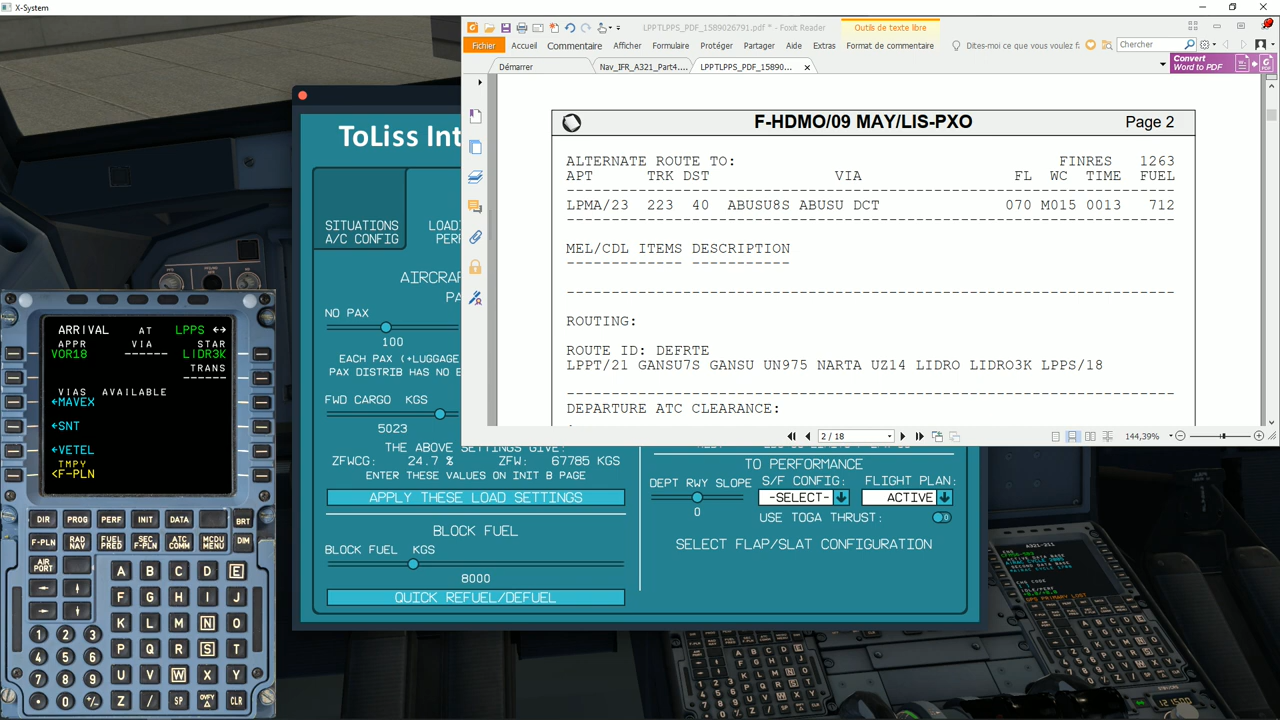 X-System
LPPTLPPS_PDF_1589026791.pdf * - Foxit Reader
Outils de texte libre
Fichier Accueil Commentaire Afficher Formulaire Protéger Partager Aide Extras Format de commentaire Dites-moi ce que vous voulez f Chercher
Démarrer Nav_IFR_A321_Part4.... LPPTLPPS_PDF_15890...
Convert
Word to PDF
F-HDMO/09 MAY/LIS-PXO Page 2
ALTERNATE ROUTE TO: FINRES 1263
APT TRK DST VIA FL WC TIME FUEL
LPMA/23 223 40 ABUSU8S ABUSU DCT 070 M015 0013 712
MEL/CDL ITEMS DESCRIPTION
ROUTING:
ROUTE ID: DEFRTE
LPPT/21 GANSU7S GANSU UN975 NARTA UZ14 LIDRO LIDRO3K LPPS/18
DEPARTURE ATC CLEARANCE:
2 / 18
144,39%
ToLiss Int
SITUATIONS
A/C CONFIG
LOADI
PERF
AIRCRAF
PA
NO PAX
100
EACH PAX (+LUGGAGE
PAX DISTRIB HAS NO E
FWD CARGO KGS
5023
THE ABOVE SETTINGS GIVE:
ZFWCG: 24.7 % ZFW: 67785 KGS
ENTER THESE VALUES ON INIT B PAGE
APPLY THESE LOAD SETTINGS
BLOCK FUEL
BLOCK FUEL KGS
8000
QUICK REFUEL/DEFUEL
TO PERFORMANCE
DEPT RWY SLOPE S/F CONFIG: FLIGHT PLAN:
-SELECT- ACTIVE
0
USE TOGA THRUST:
SELECT FLAP/SLAT CONFIGURATION
ARRIVAL AT LPPS ↔
APPR VIA STAR
VOR18 ------ LIDR3K
TRANS
------
VIAS AVAILABLE
←MAVEX
←SNT
←VETEL
TMPY
<F-PLN
DIR PROG PERF INIT DATA BRT
F-PLN RAD NAV FUEL PRED SEC F-PLN ATC COMM MCDU MENU DIM
AIR PORT
A B C D E
F G H I J
K L M N O
P Q R S T
U V W X Y
Z / SP OVFY Δ CLR
1 2 3
4 5 6
7 8 9
. 0 +/-
A321-211